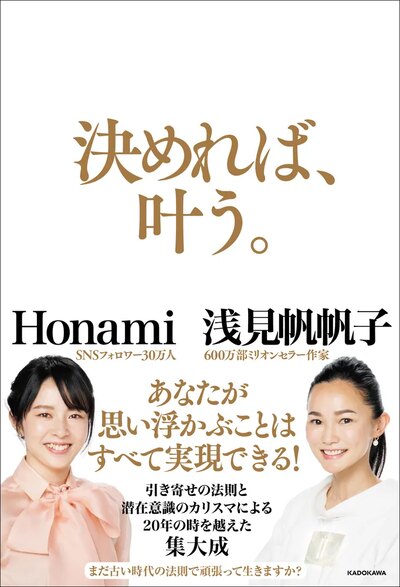 決めれば、
叶う。
Honami 浅見帆帆子
SNSフォロワー30万人 600万部ミリオンセラー作家
あなたが
思い浮かぶことは
すべて実現できる!
引き寄せの法則と
潜在意識のカリスマによる
20年の時を越えた
集大成
まだ古い時代の法則で頑張って生きますか?
KADOKAWA